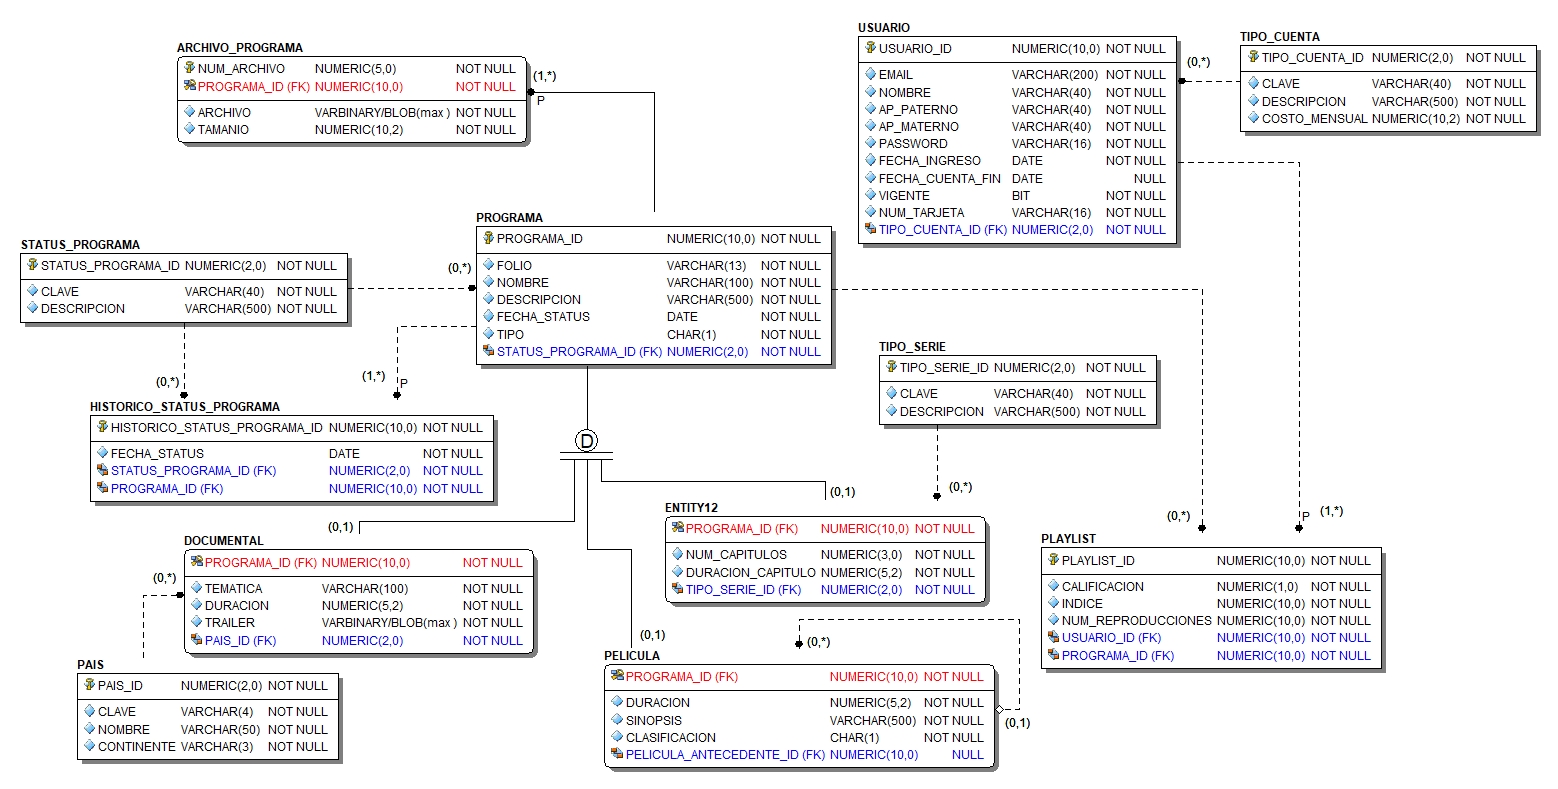 ARCHIVO_PROGRAMA
NUM_ARCHIVO NUMERIC(5,0) NOT NULL
PROGRAMA_ID (FK) NUMERIC(10,0) NOT NULL
ARCHIVO VARBINARY/BLOB(max ) NOT NULL
TAMANIO NUMERIC(10,2) NOT NULL
(1,*)
P
USUARIO
USUARIO_ID NUMERIC(10,0) NOT NULL
EMAIL VARCHAR(200) NOT NULL
NOMBRE VARCHAR(40) NOT NULL
AP_PATERNO VARCHAR(40) NOT NULL
AP_MATERNO VARCHAR(40) NOT NULL
PASSWORD VARCHAR(16) NOT NULL
FECHA_INGRESO DATE NOT NULL
FECHA_CUENTA_FIN DATE NULL
VIGENTE BIT NOT NULL
NUM_TARJETA VARCHAR(16) NOT NULL
TIPO_CUENTA_ID (FK) NUMERIC(2,0) NOT NULL
(0,*)
TIPO_CUENTA
TIPO_CUENTA_ID NUMERIC(2,0) NOT NULL
CLAVE VARCHAR(40) NOT NULL
DESCRIPCION VARCHAR(500) NOT NULL
COSTO_MENSUAL NUMERIC(10,2) NOT NULL
PROGRAMA
PROGRAMA_ID NUMERIC(10,0) NOT NULL
FOLIO VARCHAR(13) NOT NULL
NOMBRE VARCHAR(100) NOT NULL
DESCRIPCION VARCHAR(500) NOT NULL
FECHA_STATUS DATE NOT NULL
TIPO CHAR(1) NOT NULL
STATUS_PROGRAMA_ID (FK) NUMERIC(2,0) NOT NULL
STATUS_PROGRAMA
STATUS_PROGRAMA_ID NUMERIC(2,0) NOT NULL
CLAVE VARCHAR(40) NOT NULL
DESCRIPCION VARCHAR(500) NOT NULL
(0,*)
(0,*)
(1,*)
P
HISTORICO_STATUS_PROGRAMA
HISTORICO_STATUS_PROGRAMA_ID NUMERIC(10,0) NOT NULL
FECHA_STATUS DATE NOT NULL
STATUS_PROGRAMA_ID (FK) NUMERIC(2,0) NOT NULL
PROGRAMA_ID (FK) NUMERIC(10,0) NOT NULL
D
TIPO_SERIE
TIPO_SERIE_ID NUMERIC(2,0) NOT NULL
CLAVE VARCHAR(40) NOT NULL
DESCRIPCION VARCHAR(500) NOT NULL
(0,*)
(0,1)
ENTITY12
PROGRAMA_ID (FK) NUMERIC(10,0) NOT NULL
NUM_CAPITULOS NUMERIC(3,0) NOT NULL
DURACION_CAPITULO NUMERIC(5,2) NOT NULL
TIPO_SERIE_ID (FK) NUMERIC(2,0) NOT NULL
(0,*)
P
(1,*)
PLAYLIST
PLAYLIST_ID NUMERIC(10,0) NOT NULL
CALIFICACION NUMERIC(1,0) NOT NULL
INDICE NUMERIC(10,0) NOT NULL
NUM_REPRODUCCIONES NUMERIC(10,0) NOT NULL
USUARIO_ID (FK) NUMERIC(10,0) NOT NULL
PROGRAMA_ID (FK) NUMERIC(10,0) NOT NULL
(0,1)
DOCUMENTAL
PROGRAMA_ID (FK) NUMERIC(10,0) NOT NULL
TEMATICA VARCHAR(100) NOT NULL
DURACION NUMERIC(5,2) NOT NULL
TRAILER VARBINARY/BLOB(max ) NOT NULL
PAIS_ID (FK) NUMERIC(2,0) NOT NULL
(0,*)
PAIS
PAIS_ID NUMERIC(2,0) NOT NULL
CLAVE VARCHAR(4) NOT NULL
NOMBRE VARCHAR(50) NOT NULL
CONTINENTE VARCHAR(3) NOT NULL
(0,1)
(0,*)
PELICULA
PROGRAMA_ID (FK) NUMERIC(10,0) NOT NULL
DURACION NUMERIC(5,2) NOT NULL
SINOPSIS VARCHAR(500) NOT NULL
CLASIFICACION CHAR(1) NOT NULL
PELICULA_ANTECEDENTE_ID (FK) NUMERIC(10,0) NULL
(0,1)